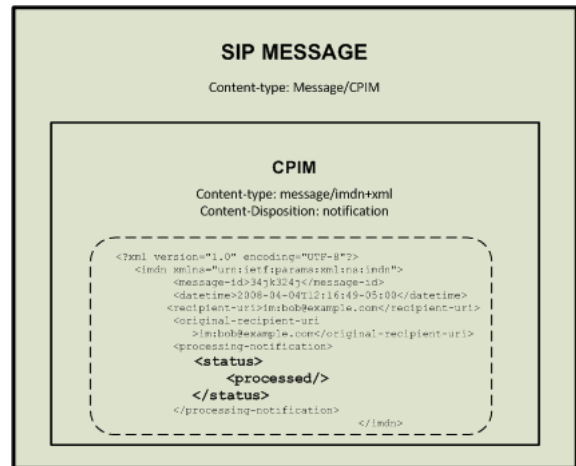 SIP MESSAGE
Content-type: Message/CPIM
CPIM
Content-type: message/imdn+xml
Content-Disposition: notification
<?xml version="1.0" encoding="UTF-8"?>
<imdn xmlns="urn:ietf:params:xml:ns:imdn">
<message-id>34jk324j</message-id>
<datetime>2008-04-04T12:16:49-05:00</datetime>
<recipient-uri>im:bob@example.com</recipient-uri>
<original-recipient-uri
>im:bob@example.com</original-recipient-uri>
<processing-notification>
<status>
<processed/>
</status>
</processing-notification>
</imdn>